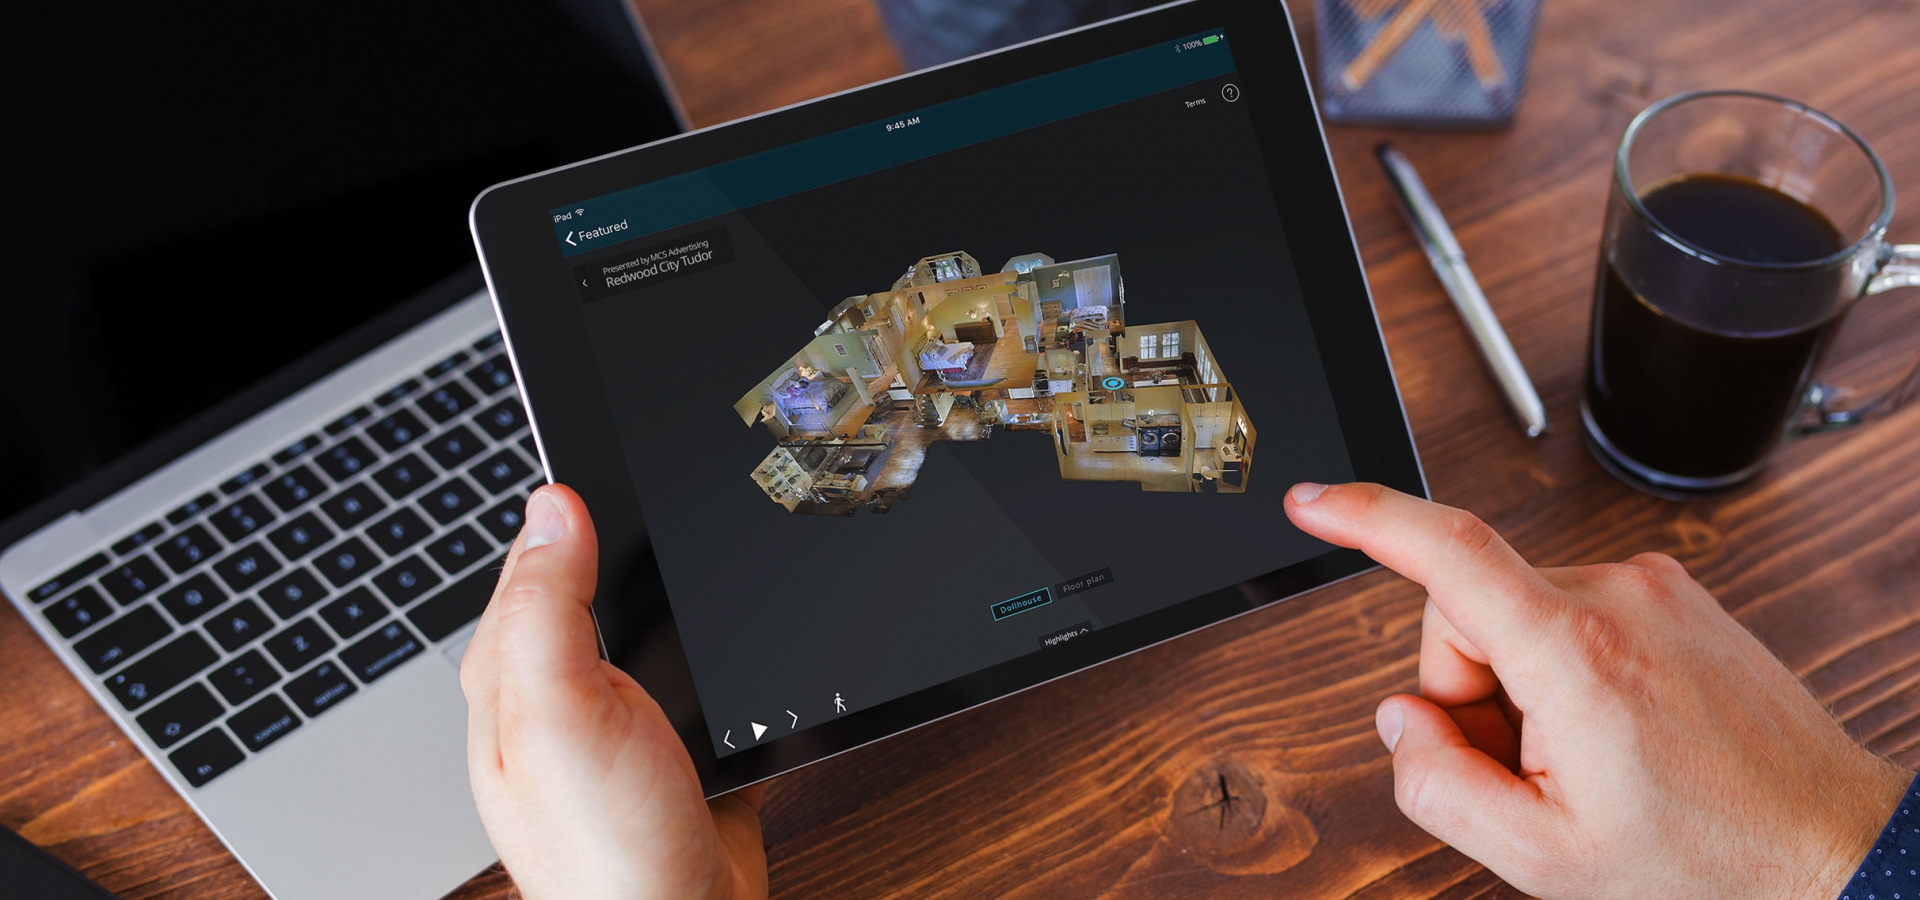 100%
9:45 AM
Terms
?
iPad
Featured
Presented by MCS Advertising
Redwood City Tudor
Dollhouse
Floor plan
Highlights
W
E
R
Q
D
F
A
C
V
X
Z
command
option
control
fn